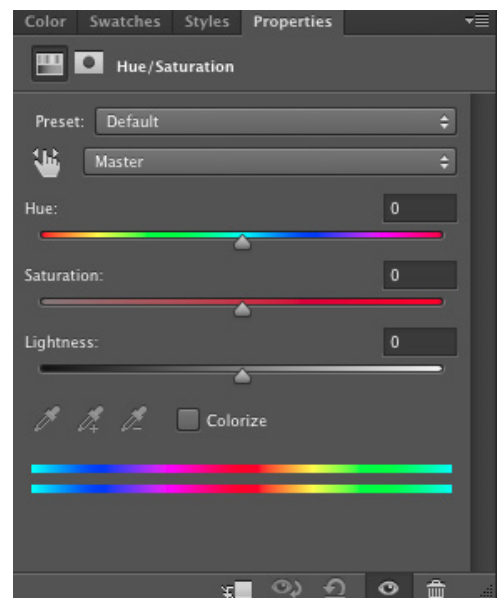 Color Swatches Styles Properties
Hue/Saturation
Preset: Default
Master
Hue: 0
Saturation: 0
Lightness: 0
Colorize